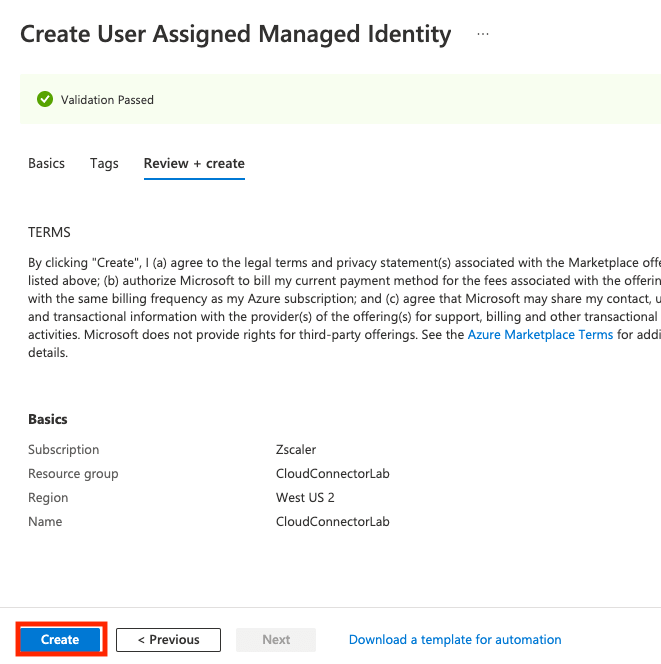 Create User Assigned Managed Identity ...
Validation Passed
Basics Tags Review + create
TERMS
By clicking "Create", I (a) agree to the legal terms and privacy statement(s) associated with the Marketplace offe
listed above; (b) authorize Microsoft to bill my current payment method for the fees associated with the offerin
with the same billing frequency as my Azure subscription; and (c) agree that Microsoft may share my contact, u
and transactional information with the provider(s) of the offering(s) for support, billing and other transactional
activities. Microsoft does not provide rights for third-party offerings. See the Azure Marketplace Terms for addi
details.
Basics
Subscription Zscaler
Resource group CloudConnectorLab
Region West US 2
Name CloudConnectorLab
Create < Previous Next Download a template for automation